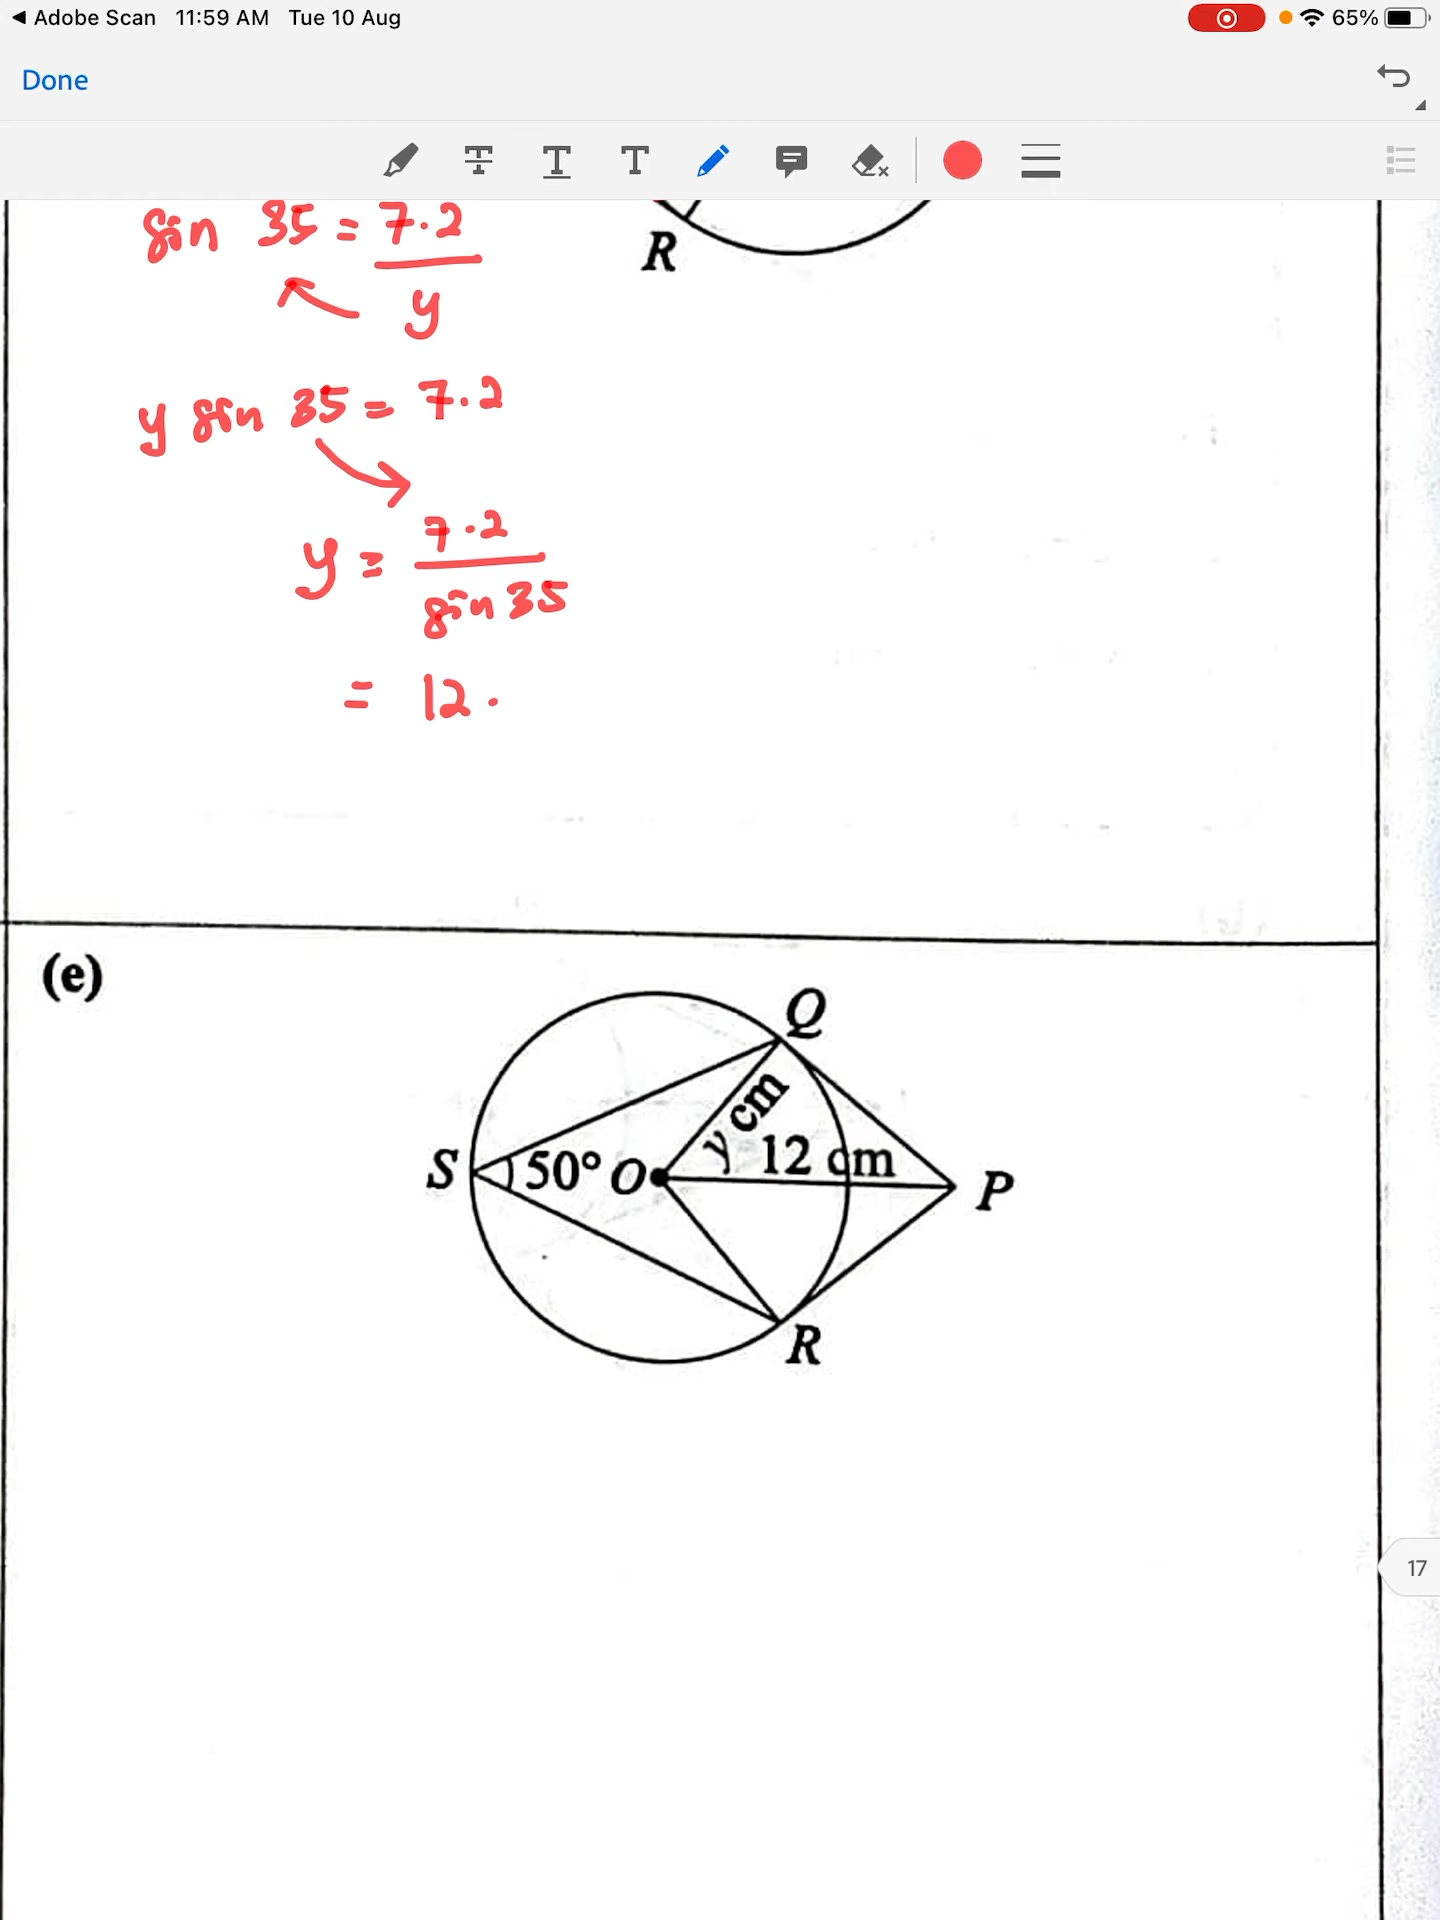 Adobe Scan 11:59 AM Tue 10 Aug 65%
Done
sin 35 = 7.2
y
R
y sin 35 = 7.2
y = 7.2
sin 35
= 12.
(e)
Q
y cm
S 50° O 12 cm P
R
17